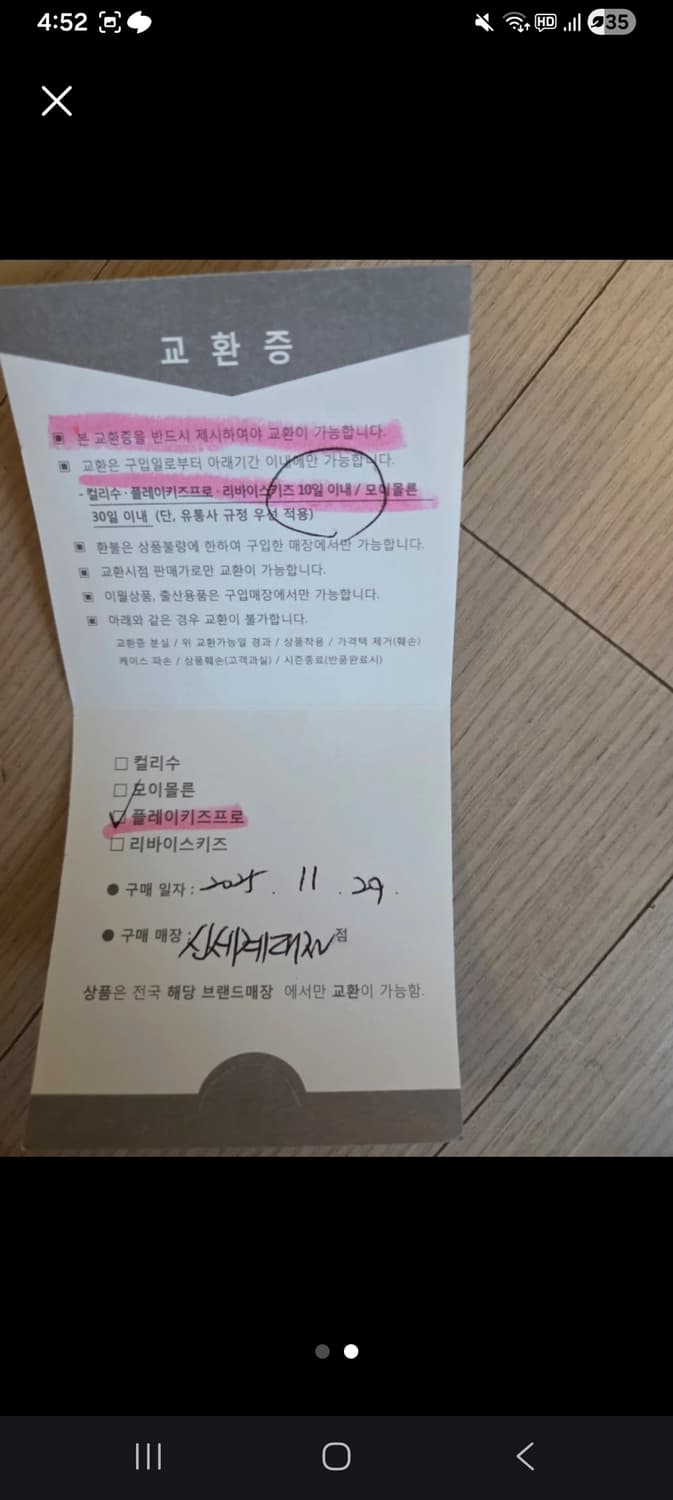 4:52
HD
35
교 환 증
▣ 본 교환증을 반드시 제시하여야 교환이 가능합니다.
▣ 교환은 구입일로부터 아래기간 이내에만 가능합니다.
- 컬리수 · 플레이키즈프로 · 리바이스키즈 10일 이내 / 모이몰른
30일 이내 (단, 유통사 규정 우선 적용)
▣ 환불은 상품불량에 한하여 구입한 매장에서만 가능합니다.
▣ 교환시점 판매가로만 교환이 가능합니다.
▣ 이월상품, 출산용품은 구입매장에서만 가능합니다.
▣ 아래와 같은 경우 교환이 불가합니다.
교환증 분실 / 위 교환가능일 경과 / 상품착용 / 가격택 제거(훼손)
케이스 파손 / 상품훼손(고객과실) / 시즌종료(반품완료시)
□ 컬리수
□ 모이몰른
☑ 플레이키즈프로
□ 리바이스키즈
● 구매 일자 : 2025. 11. 29.
● 구매 매장 : 신세계대전점
상품은 전국 해당 브랜드매장 에서만 교환이 가능함.